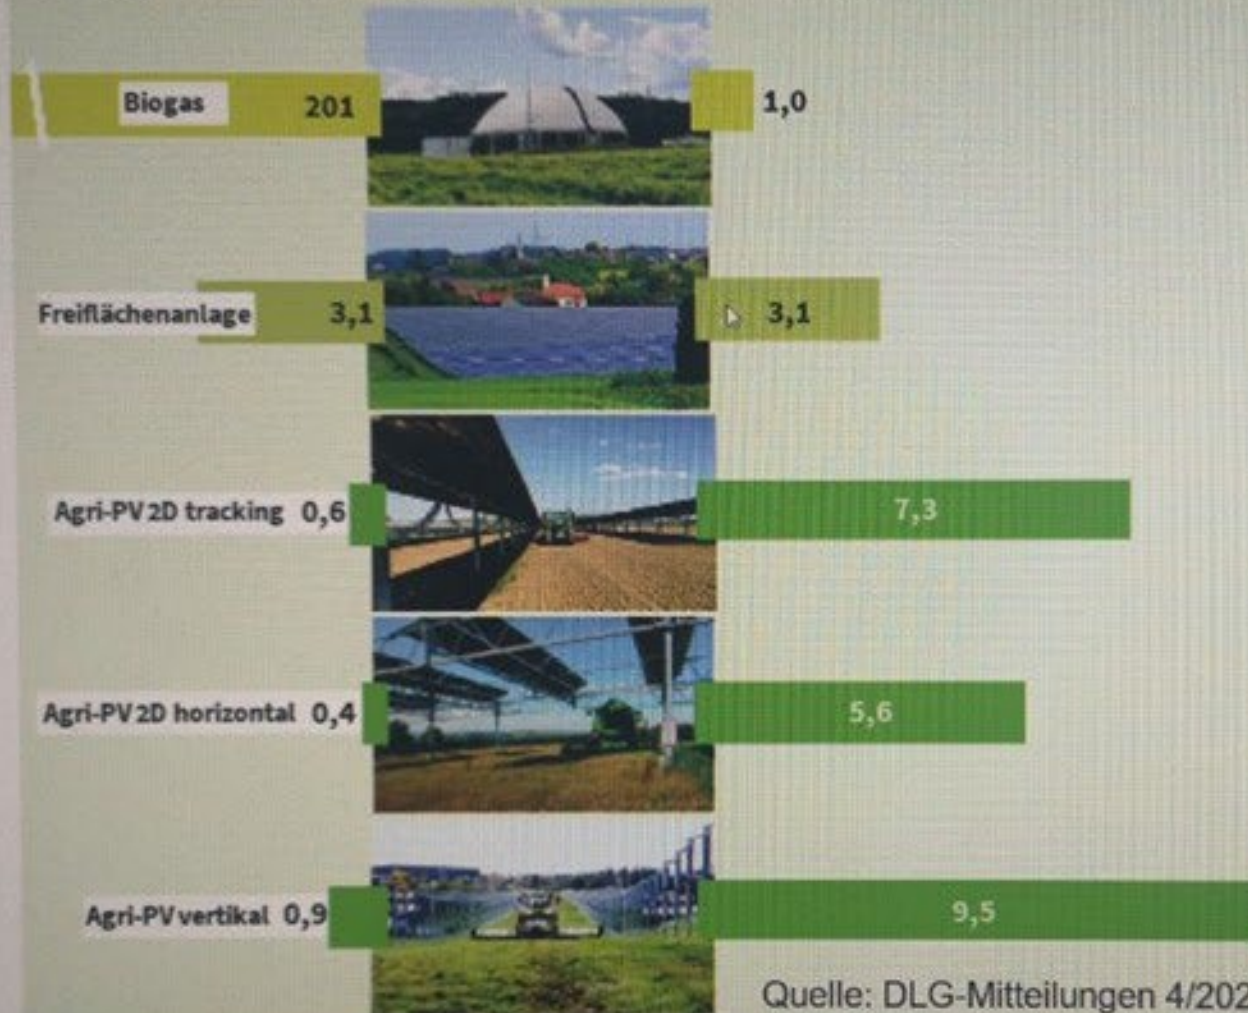 Biogas 201 1,0
Freiflächenanlage 3,1 3,1
Agri-PV 2D tracking 0,6 7,3
Agri-PV 2D horizontal 0,4 5,6
Agri-PV vertikal 0,9 9,5
Quelle: DLG-Mitteilungen 4/202